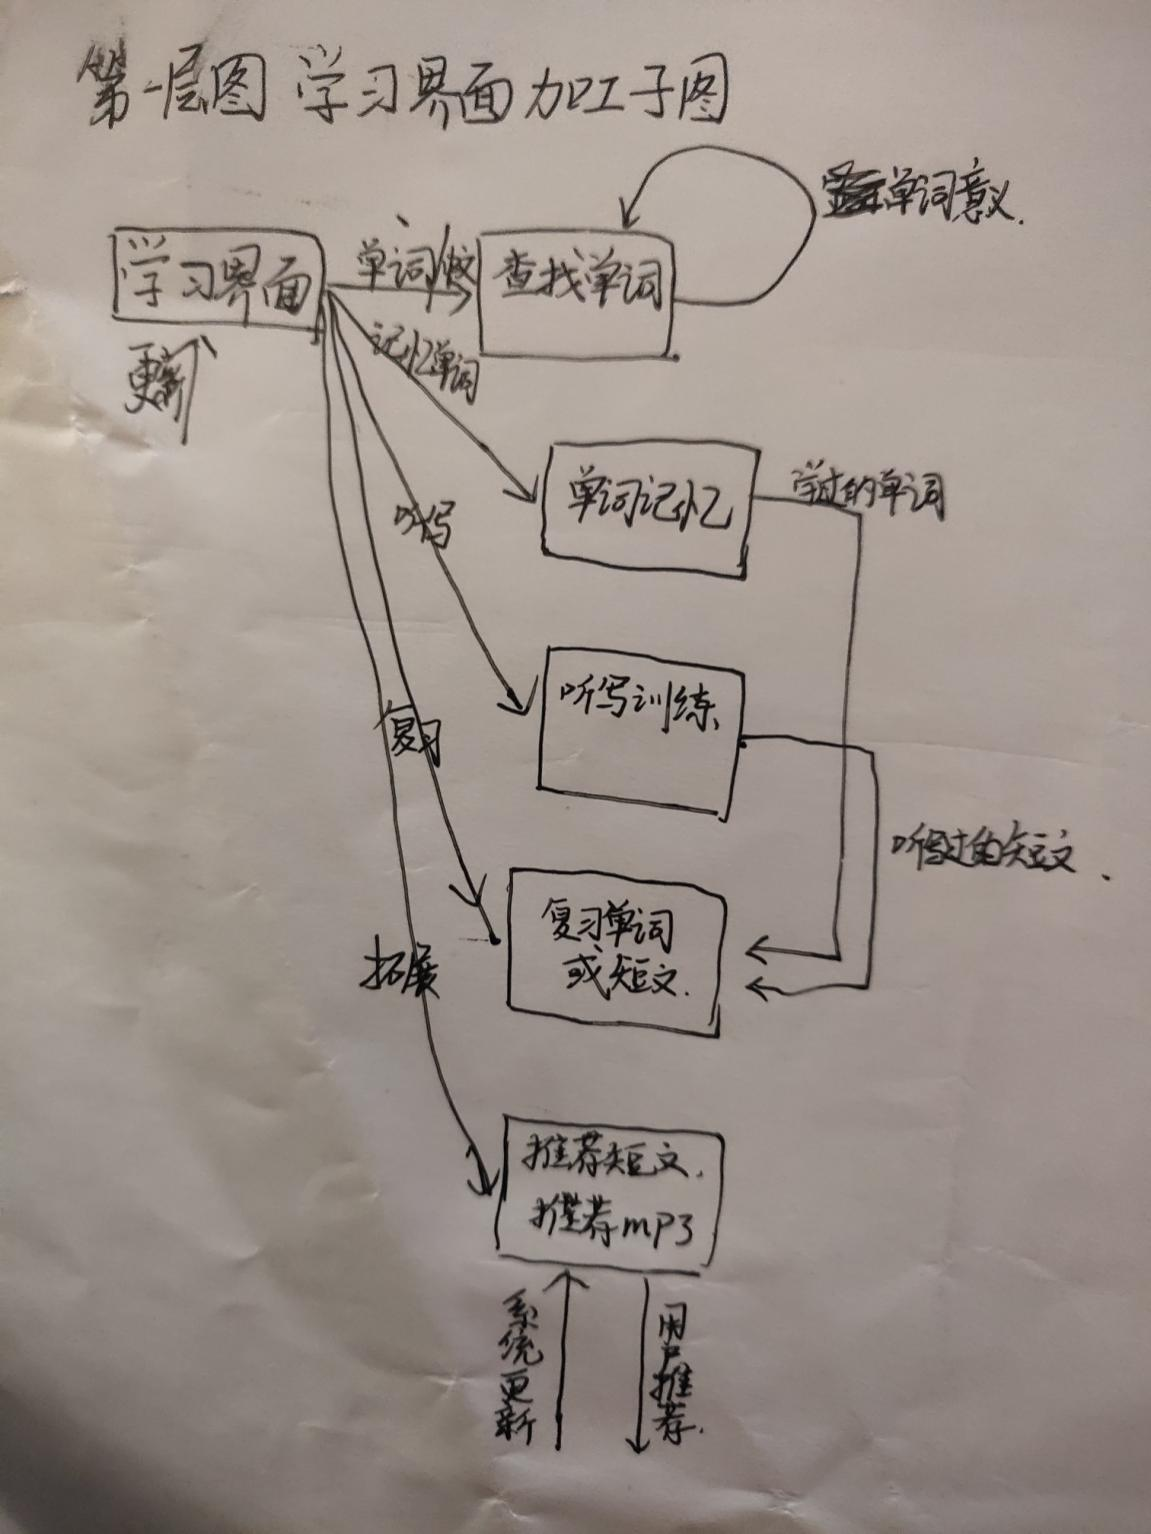 第一层图 学习界面加工子图
单词意义.
学习界面
单词
查找单词
更新
记忆单词
单词记忆
学过的单词
听写
听写训练
复习
听写过的短文.
复习单词
或短文.
拓展
推荐短文.
推荐mp3
系统更新
用户推荐.